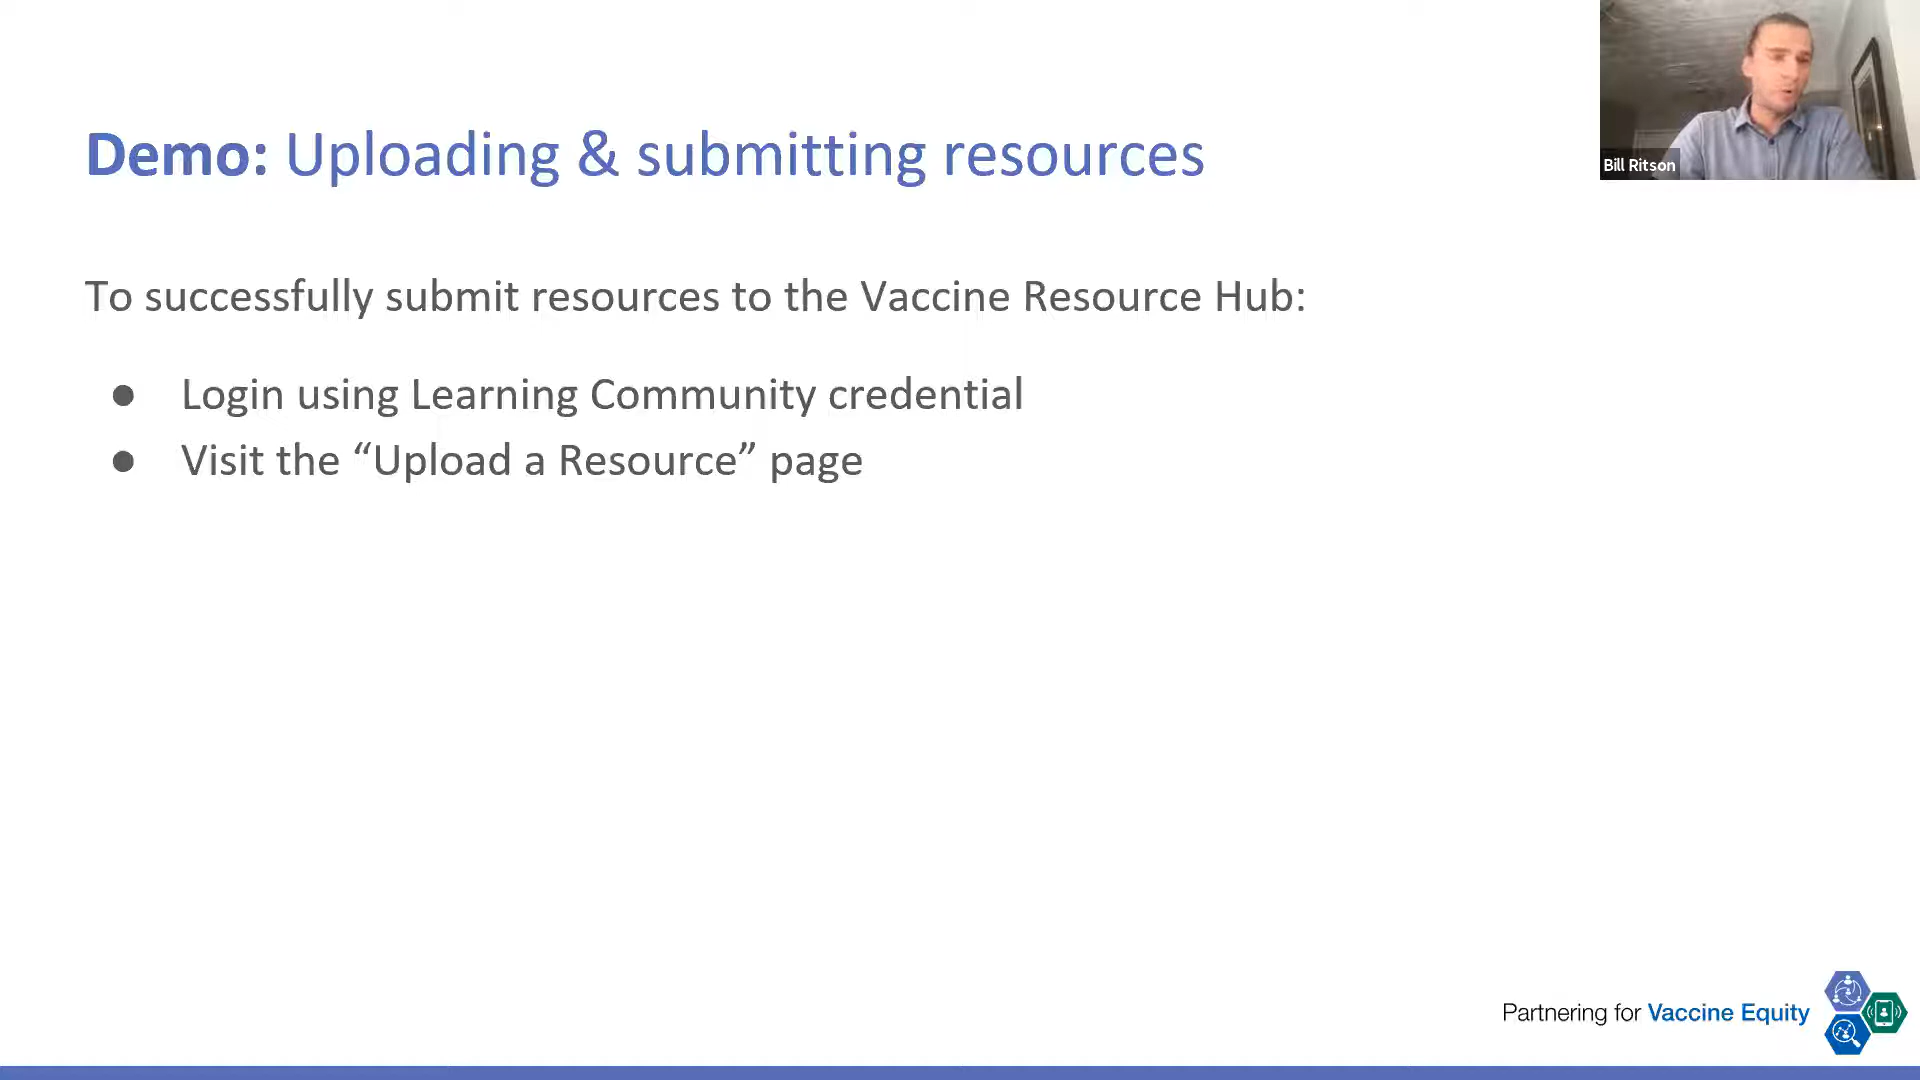 Demo: Uploading & submitting resources
Bill Ritson
To successfully submit resources to the Vaccine Resource Hub:
● Login using Learning Community credential
● Visit the “Upload a Resource” page
Partnering for Vaccine Equity